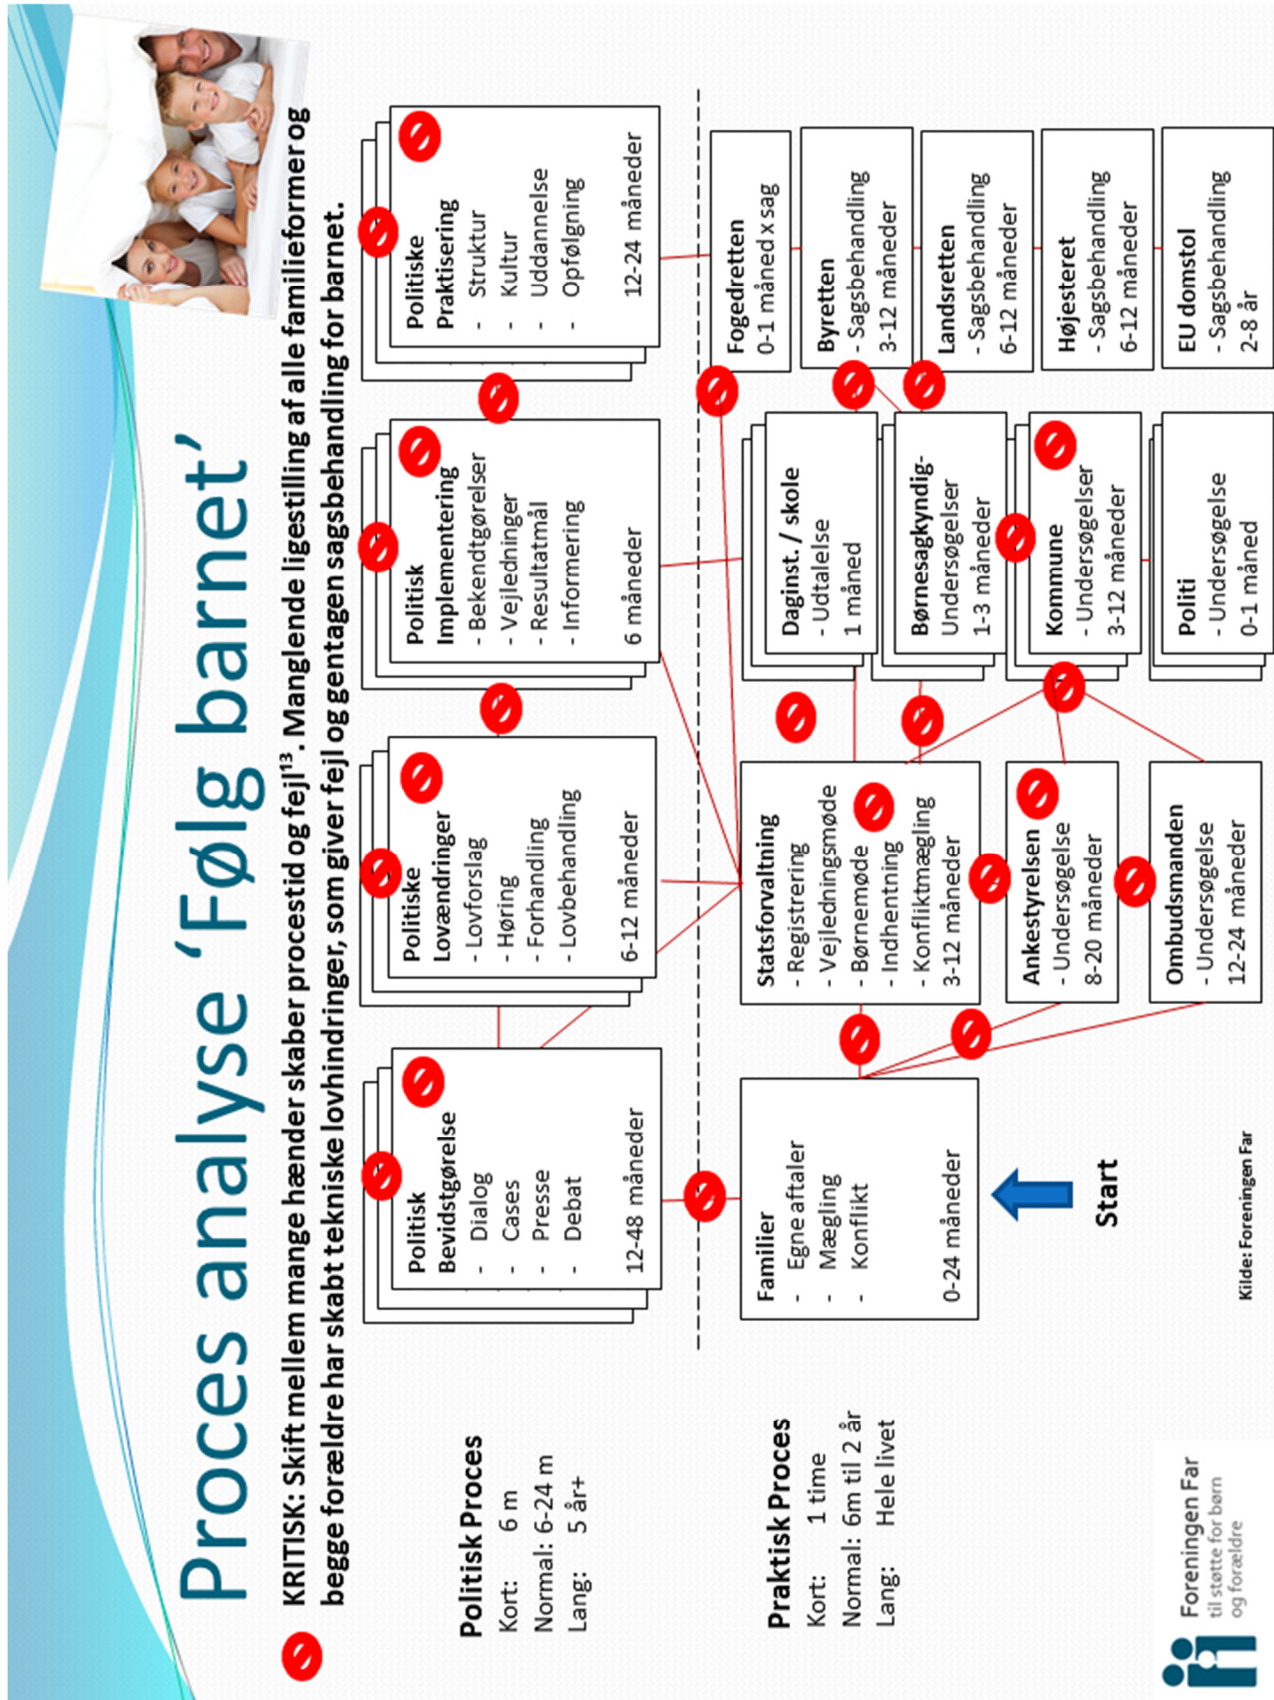 Proces analyse ‘Følg barnet’
KRITISK: Skift mellem mange hænder skaber procestid og fejl¹³. Manglende ligestilling af alle familieformer og
begge forældre har skabt tekniske lovhindringer, som giver fejl og gentagen sagsbehandling for barnet.
Politisk Proces
Kort: 6 m
Normal: 6-24 m
Lang: 5 år+
Politisk
Bevidstgørelse
- Dialog
- Cases
- Presse
- Debat
12-48 måneder
Politiske
Lovændringer
- Lovforslag
- Høring
- Forhandling
- Lovbehandling
6-12 måneder
Politisk
Implementering
- Bekendtgørelser
- Vejledninger
- Resultatmål
- Informering
6 måneder
Politiske
Praktisering
- Struktur
- Kultur
- Uddannelse
- Opfølgning
12-24 måneder
Praktisk Proces
Kort: 1 time
Normal: 6m til 2 år
Lang: Hele livet
Familier
- Egne aftaler
- Mægling
- Konflikt
0-24 måneder
Start
Statsforvaltning
- Registrering
- Vejledningsmøde
- Børnemøde
- Indhentning
- Konfliktmægling
3-12 måneder
Ankestyrelsen
- Undersøgelse
8-20 måneder
Ombudsmanden
- Undersøgelse
12-24 måneder
Daginst. / skole
- Udtalelse
1 måned
Børnesagkyndig-
Undersøgelser
1-3 måneder
Kommune
- Undersøgelser
3-12 måneder
Politi
- Undersøgelse
0-1 måned
Fogedretten
0-1 måned x sag
Byretten
- Sagsbehandling
3-12 måneder
Landsretten
- Sagsbehandling
6-12 måneder
Højesteret
- Sagsbehandling
6-12 måneder
EU domstol
- Sagsbehandling
2-8 år
Foreningen Far
til støtte for børn
og forældre
Kilde: Foreningen Far